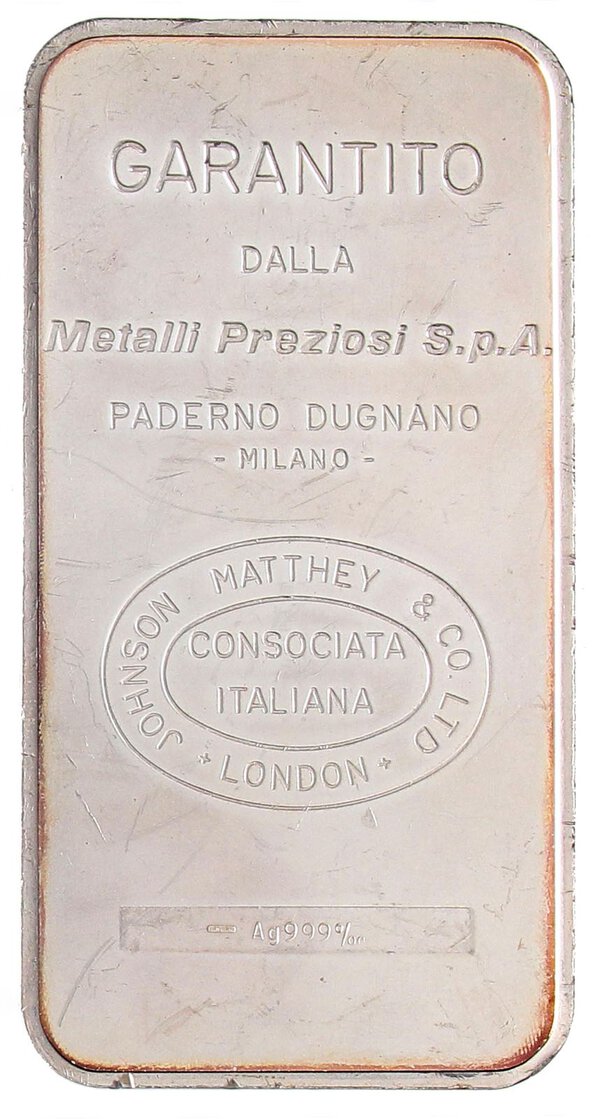 GARANTITO
DALLA
Metalli Preziosi S.p.A.
PADERNO DUGNANO
- MILANO -
JOHNSON MATTHEY & CO. LTD
CONSOCIATA
ITALIANA
+ LONDON +
Ag999‰